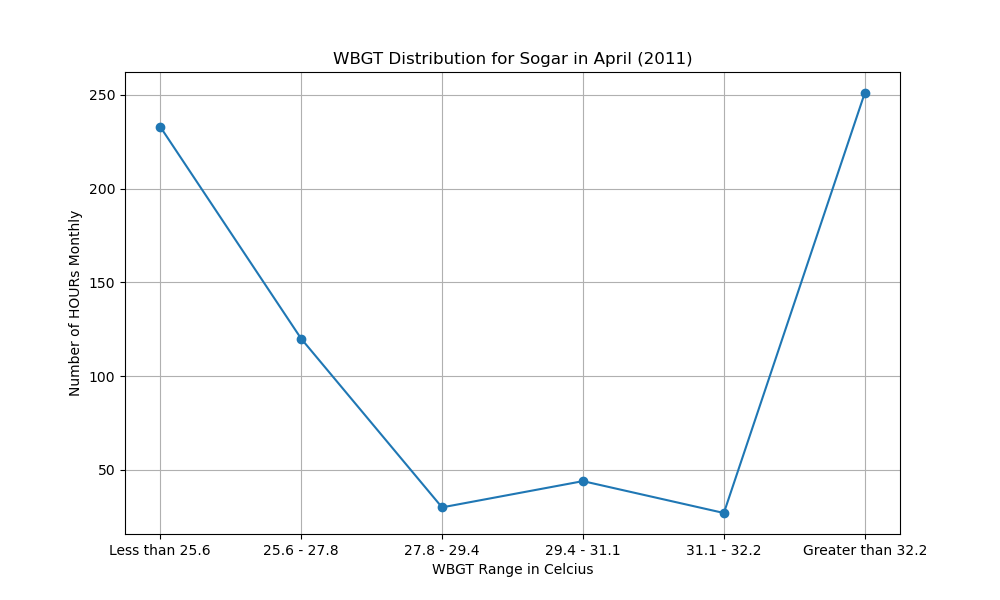 WBGT Distribution for Sogar in April (2011)
250
200
150
100
50
Number of HOURs Monthly
Less than 25.6
25.6 - 27.8
27.8 - 29.4
29.4 - 31.1
31.1 - 32.2
Greater than 32.2
WBGT Range in Celcius